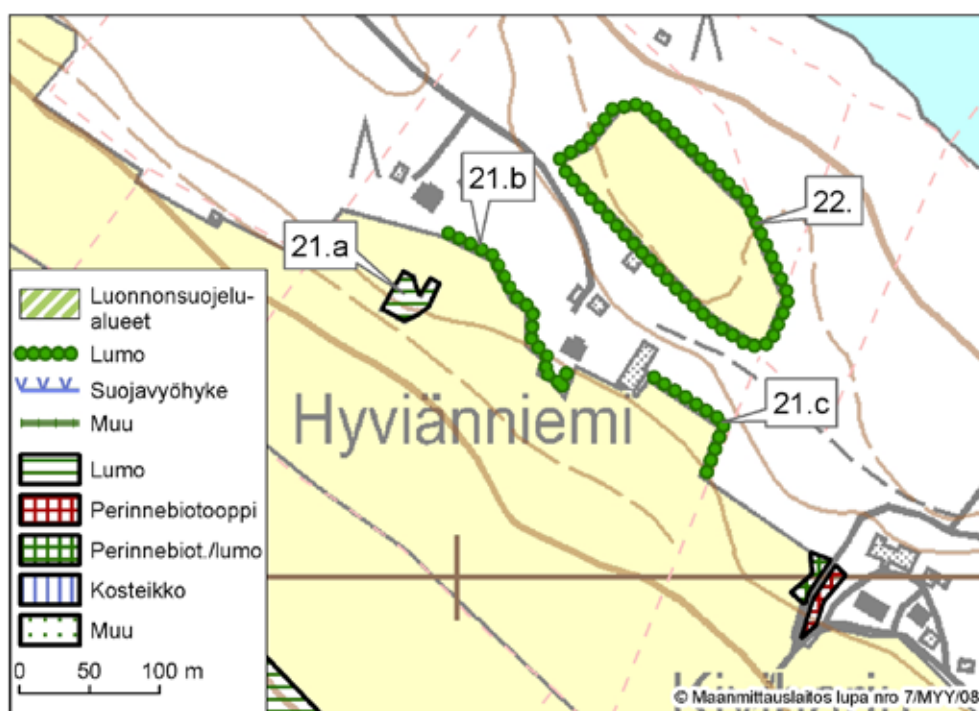 21.b
22.
21.a
21.c
Hyviänniemi
Luonnonsuojelu-
alueet
Lumo
Suojavyöhyke
Muu
Lumo
Perinnebiotooppi
Perinnebiot./lumo
Kosteikko
Muu
0 50 100 m
© Maanmittauslaitos lupa nro 7/MYY/08